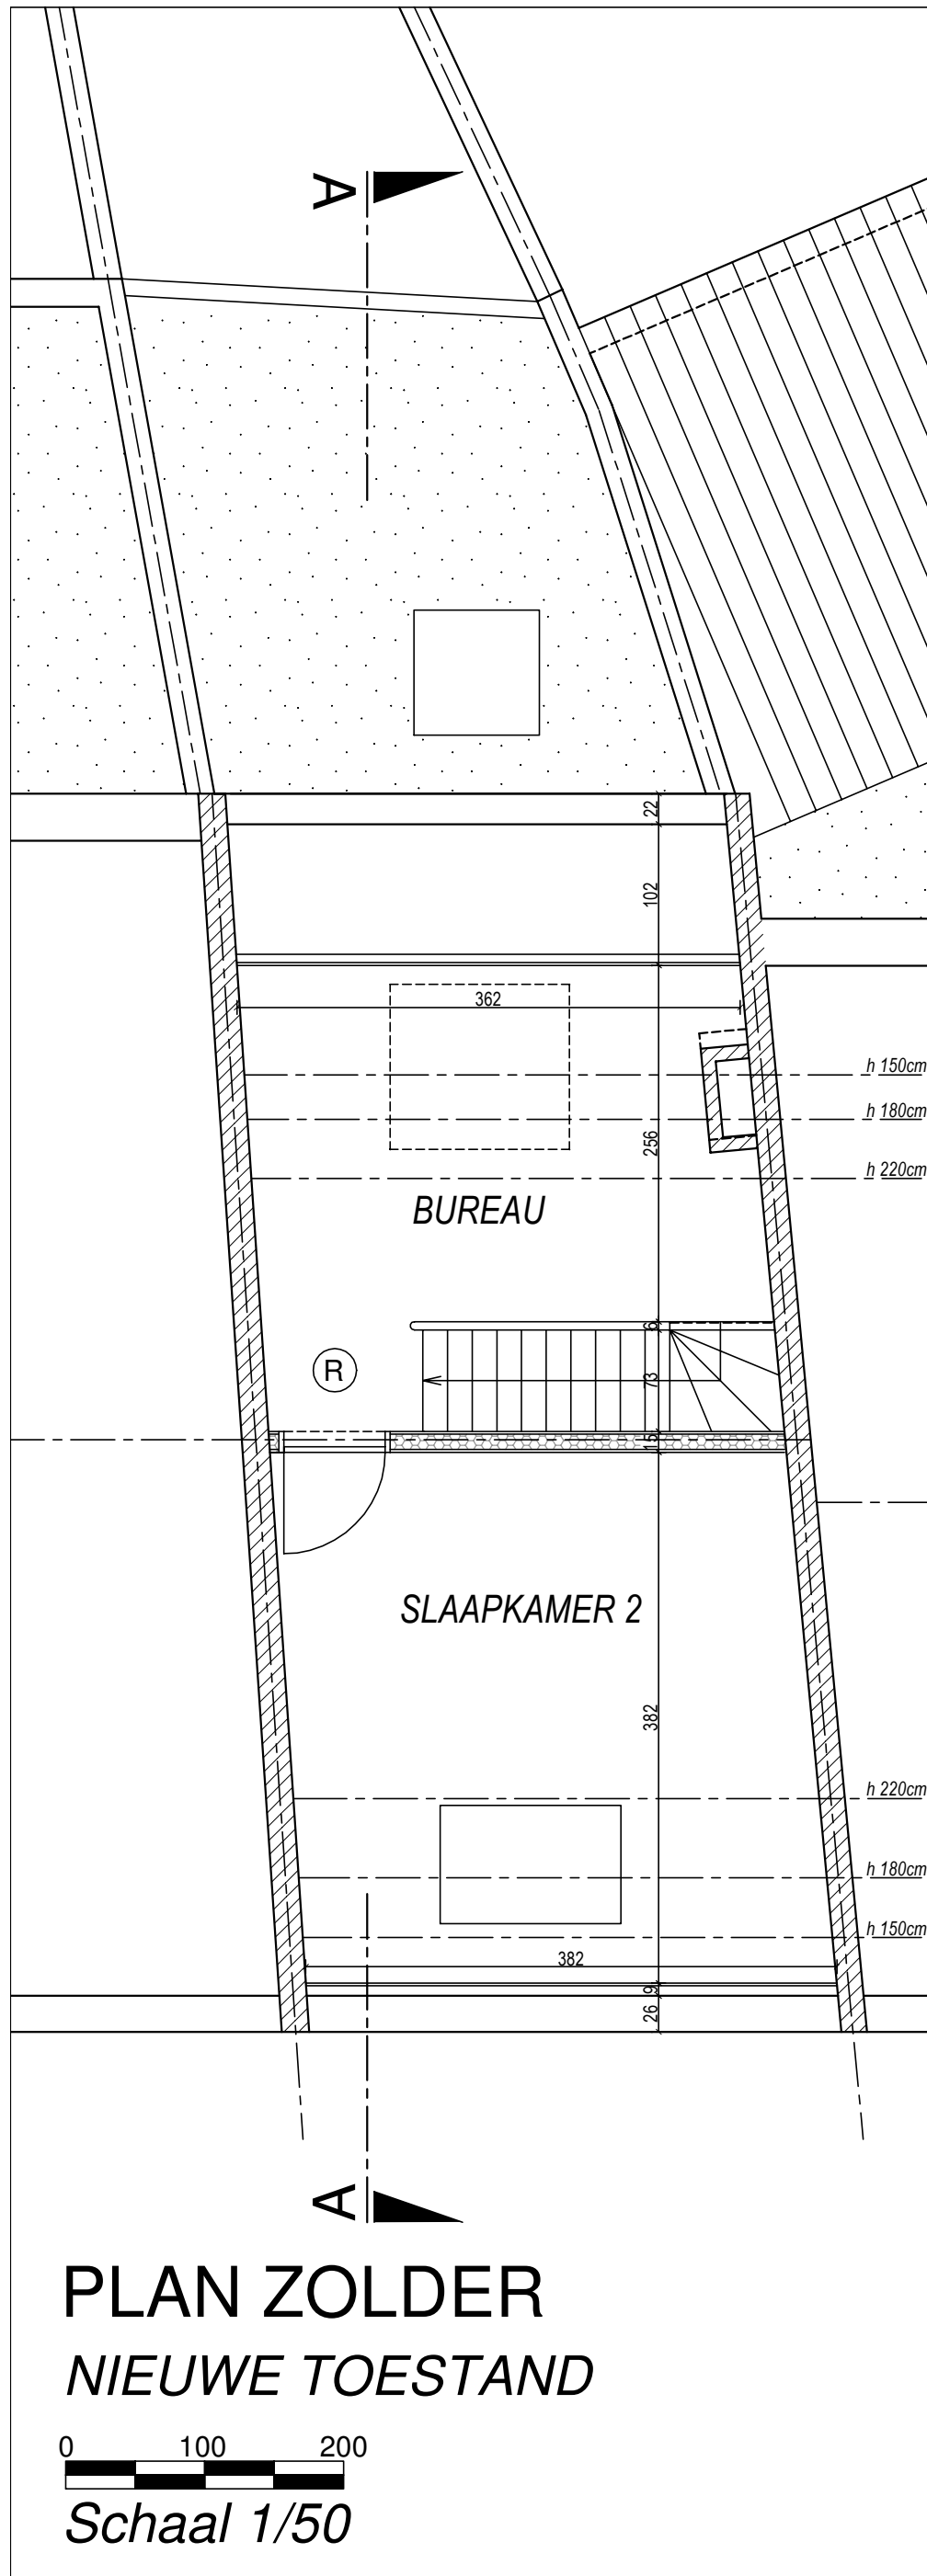 A
22
102
362
h 150cm
h 180cm
256
h 220cm
BUREAU
6
R
73
15
SLAAPKAMER 2
382
h 220cm
h 180cm
h 150cm
382
9
26
A
PLAN ZOLDER
NIEUWE TOESTAND
0 100 200
Schaal 1/50